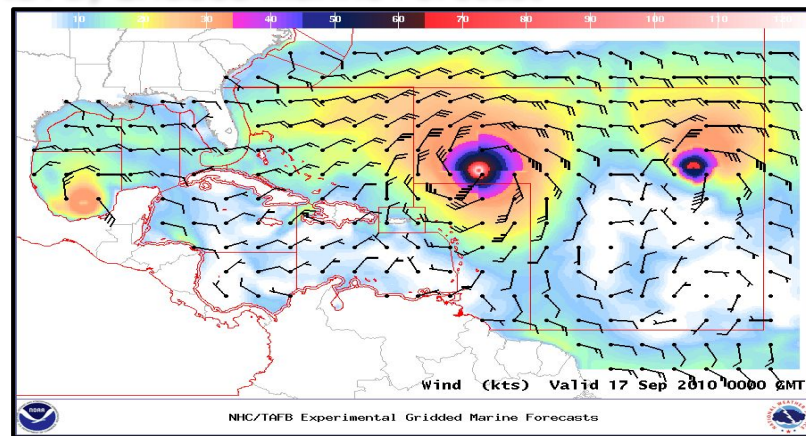 10 20 30 40 50 60 70 80 90 100 110 120
Wind (kts) Valid 17 Sep 2010 0000 GMT
NOAA
NHC/TAFB Experimental Gridded Marine Forecasts